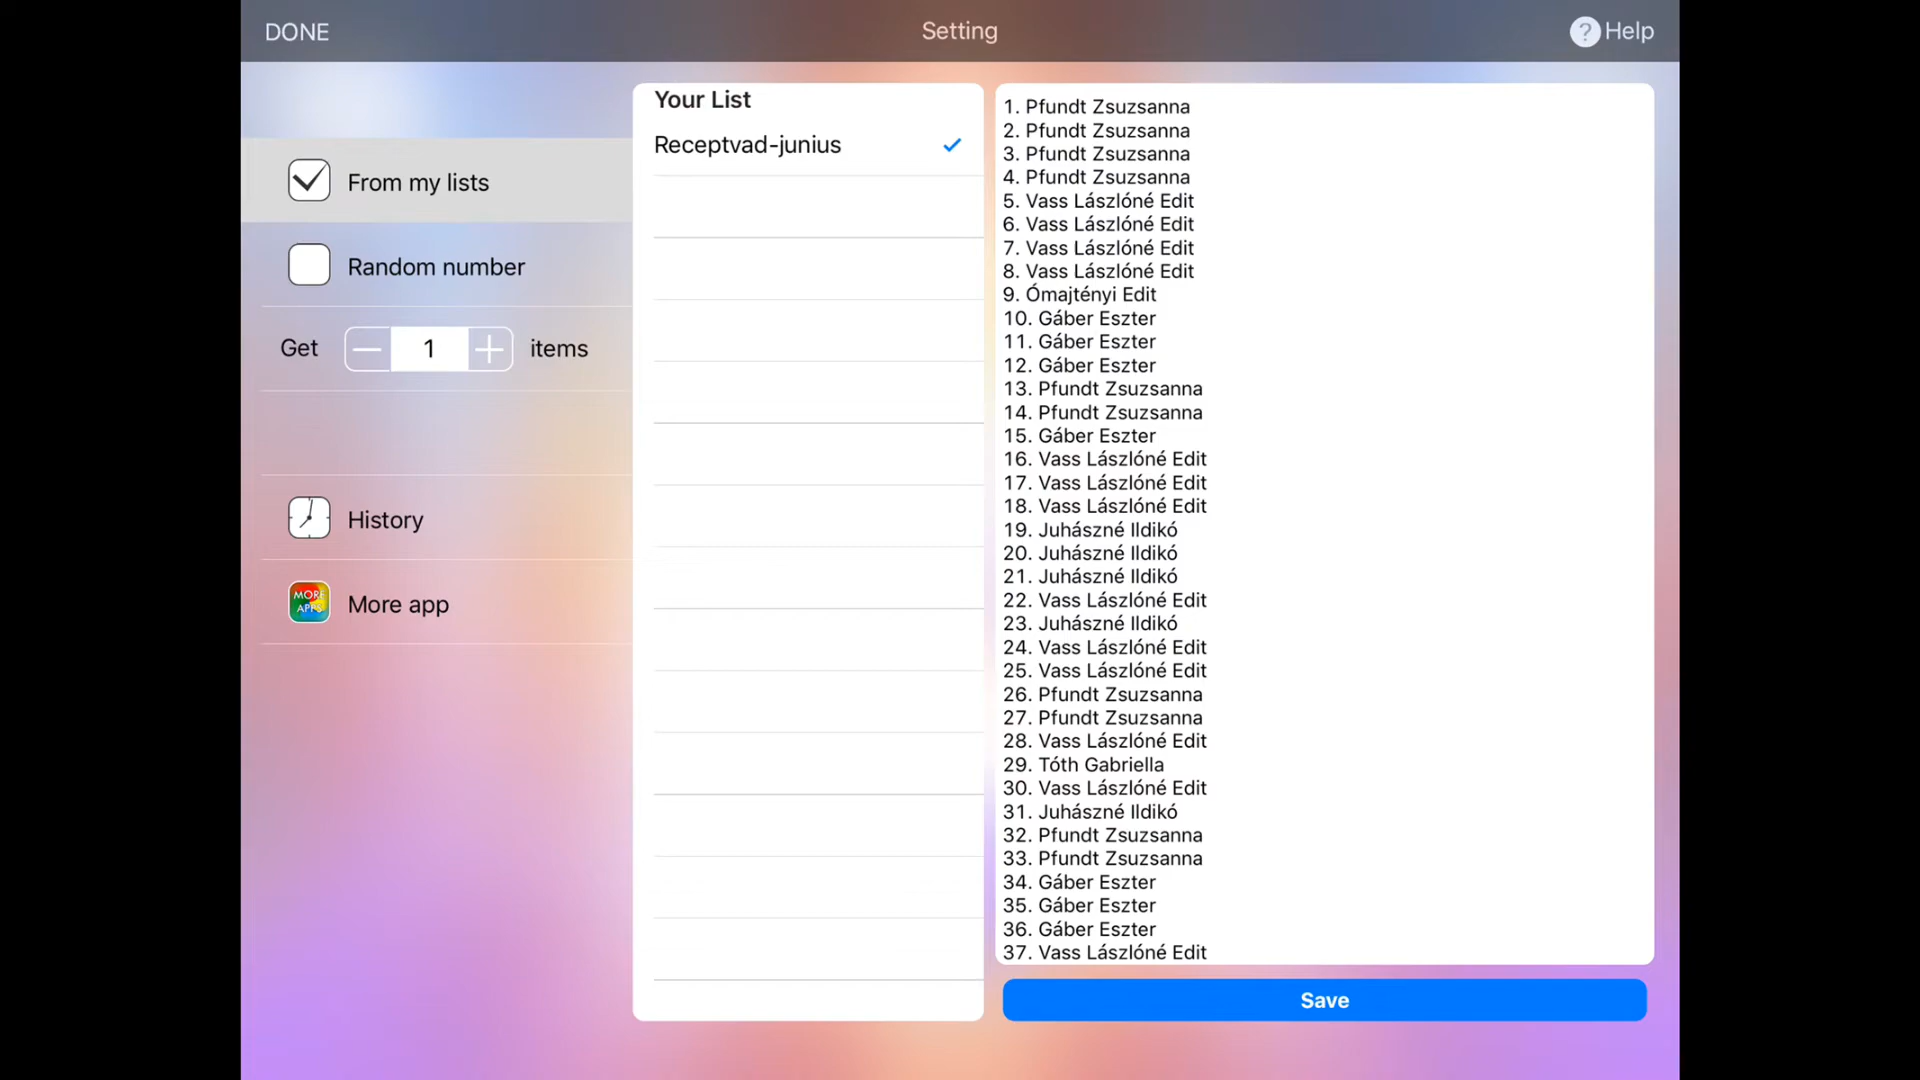 DONE
Setting
? Help
From my lists
Random number
Get 1 items
History
MORE
APPS
More app
Your List
Receptvad-junius
1. Pfundt Zsuzsanna
2. Pfundt Zsuzsanna
3. Pfundt Zsuzsanna
4. Pfundt Zsuzsanna
5. Vass Lászlóné Edit
6. Vass Lászlóné Edit
7. Vass Lászlóné Edit
8. Vass Lászlóné Edit
9. Ómajtényi Edit
10. Gáber Eszter
11. Gáber Eszter
12. Gáber Eszter
13. Pfundt Zsuzsanna
14. Pfundt Zsuzsanna
15. Gáber Eszter
16. Vass Lászlóné Edit
17. Vass Lászlóné Edit
18. Vass Lászlóné Edit
19. Juhászné Ildikó
20. Juhászné Ildikó
21. Juhászné Ildikó
22. Vass Lászlóné Edit
23. Juhászné Ildikó
24. Vass Lászlóné Edit
25. Vass Lászlóné Edit
26. Pfundt Zsuzsanna
27. Pfundt Zsuzsanna
28. Vass Lászlóné Edit
29. Tóth Gabriella
30. Vass Lászlóné Edit
31. Juhászné Ildikó
32. Pfundt Zsuzsanna
33. Pfundt Zsuzsanna
34. Gáber Eszter
35. Gáber Eszter
36. Gáber Eszter
37. Vass Lászlóné Edit
Save